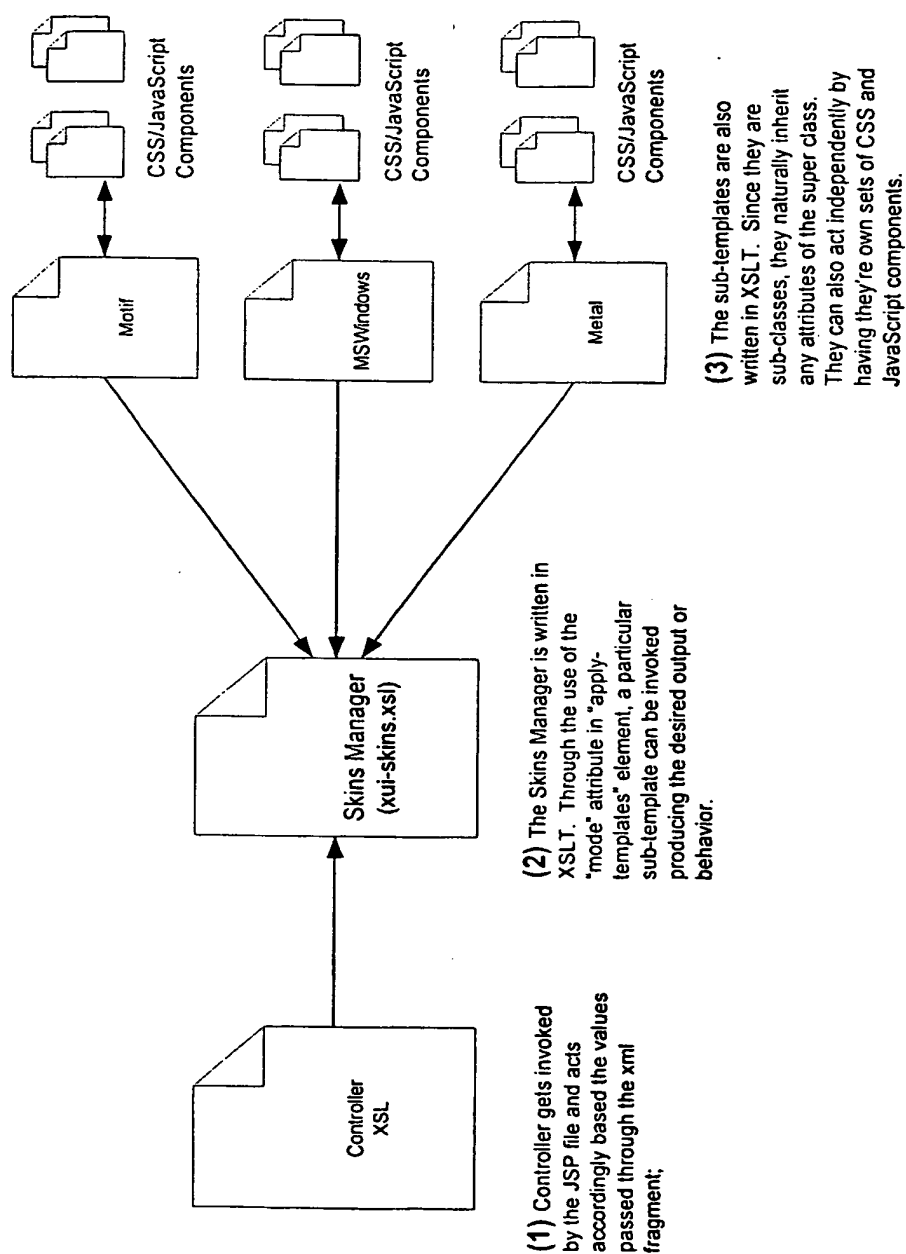 Controller
XSL
(1) Controller gets invoked
by the JSP file and acts
accordingly based the values
passed through the xml
fragment;
Skins Manager
(xui-skins.xsl)
(2) The Skins Manager is written in
XSLT. Through the use of the
"mode" attribute in "apply-
templates" element, a particular
sub-template can be invoked
producing the desired output or
behavior.
Motif
CSS/JavaScript
Components
MSWindows
CSS/JavaScript
Components
Metal
CSS/JavaScript
Components
(3) The sub-templates are also
written in XSLT. Since they are
sub-classes, they naturally inherit
any attributes of the super class.
They can also act independently by
having they're own sets of CSS and
JavaScript components.